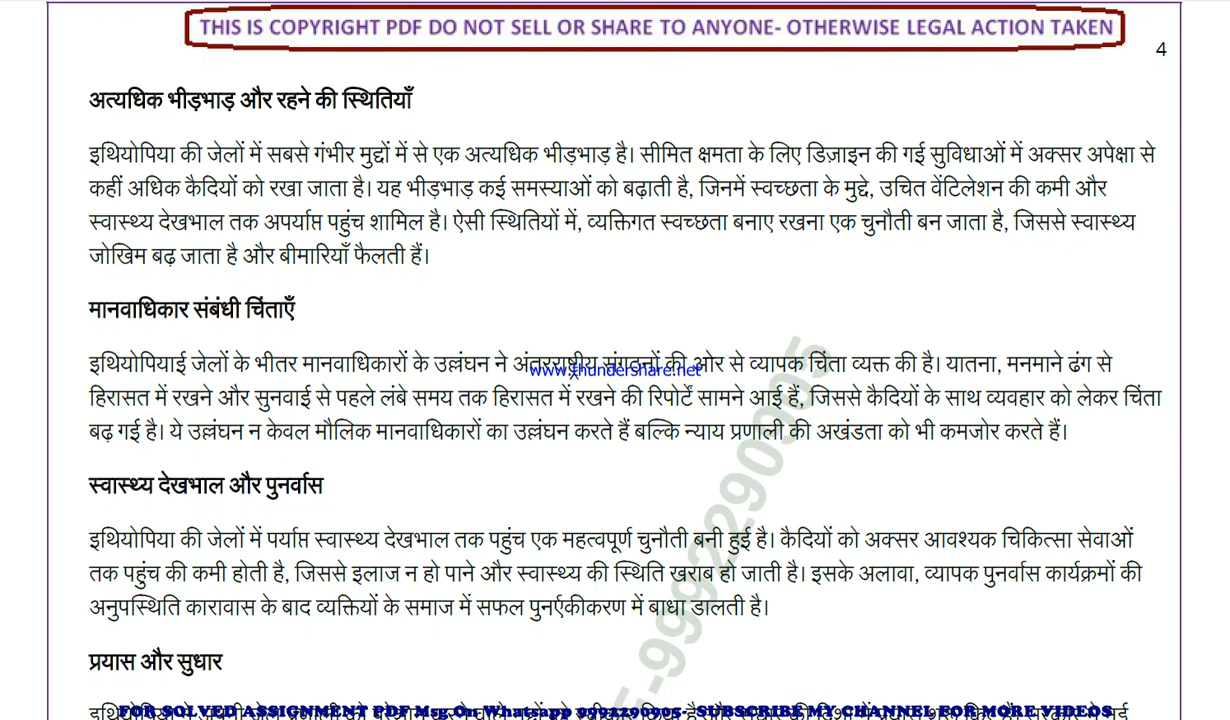 THIS IS COPYRIGHT PDF DO NOT SELL OR SHARE TO ANYONE- OTHERWISE LEGAL ACTION TAKEN
4
अत्यधिक भीड़भाड़ और रहने की स्थितियाँ
इथियोपिया की जेलों में सबसे गंभीर मुद्दों में से एक अत्यधिक भीड़भाड़ है। सीमित क्षमता के लिए डिज़ाइन की गई सुविधाओं में अक्सर अपेक्षा से
कहीं अधिक कैदियों को रखा जाता है। यह भीड़भाड़ कई समस्याओं को बढ़ाती है, जिनमें स्वच्छता के मुद्दे, उचित वेंटिलेशन की कमी और
स्वास्थ्य देखभाल तक अपर्याप्त पहुंच शामिल है। ऐसी स्थितियों में, व्यक्तिगत स्वच्छता बनाए रखना एक चुनौती बन जाता है, जिससे स्वास्थ्य
जोखिम बढ़ जाता है और बीमारियाँ फैलती हैं।
मानवाधिकार संबंधी चिंताएँ
इथियोपियाई जेलों के भीतर मानवाधिकारों के उल्लंघन ने अंतरराष्ट्रीय संगठनों की ओर से व्यापक चिंता व्यक्त की है। यातना, मनमाने ढंग से
www.thundershare.net
हिरासत में रखने और सुनवाई से पहले लंबे समय तक हिरासत में रखने की रिपोर्टें सामने आई हैं, जिससे कैदियों के साथ व्यवहार को लेकर चिंता
बढ़ गई है। ये उल्लंघन न केवल मौलिक मानवाधिकारों का उल्लंघन करते हैं बल्कि न्याय प्रणाली की अखंडता को भी कमजोर करते हैं।
स्वास्थ्य देखभाल और पुनर्वास
इथियोपिया की जेलों में पर्याप्त स्वास्थ्य देखभाल तक पहुंच एक महत्वपूर्ण चुनौती बनी हुई है। कैदियों को अक्सर आवश्यक चिकित्सा सेवाओं
तक पहुंच की कमी होती है, जिससे इलाज न हो पाने और स्वास्थ्य की स्थिति खराब हो जाती है। इसके अलावा, व्यापक पुनर्वास कार्यक्रमों की
अनुपस्थिति कारावास के बाद व्यक्तियों के समाज में सफल पुनर्एकीकरण में बाधा डालती है।
5-9992290905
प्रयास और सुधार
FOR SOLVED ASSIGNMENT PDF Msg On Whatsapp 9992290905- SUBSCRIBE MY CHANNEL FOR MORE VIDEOS